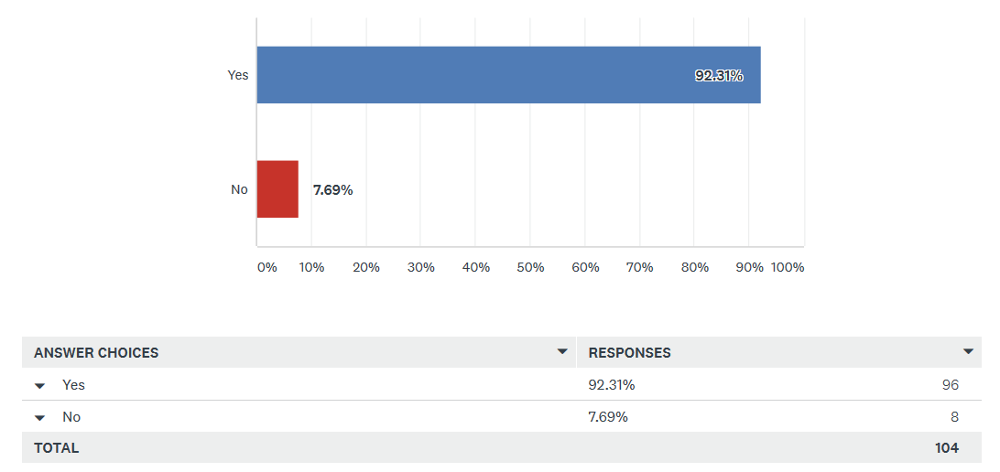 Yes 92.31%
No 7.69%
0% 10% 20% 30% 40% 50% 60% 70% 80% 90% 100%
ANSWER CHOICES RESPONSES
Yes 92.31% 96
No 7.69% 8
TOTAL 104